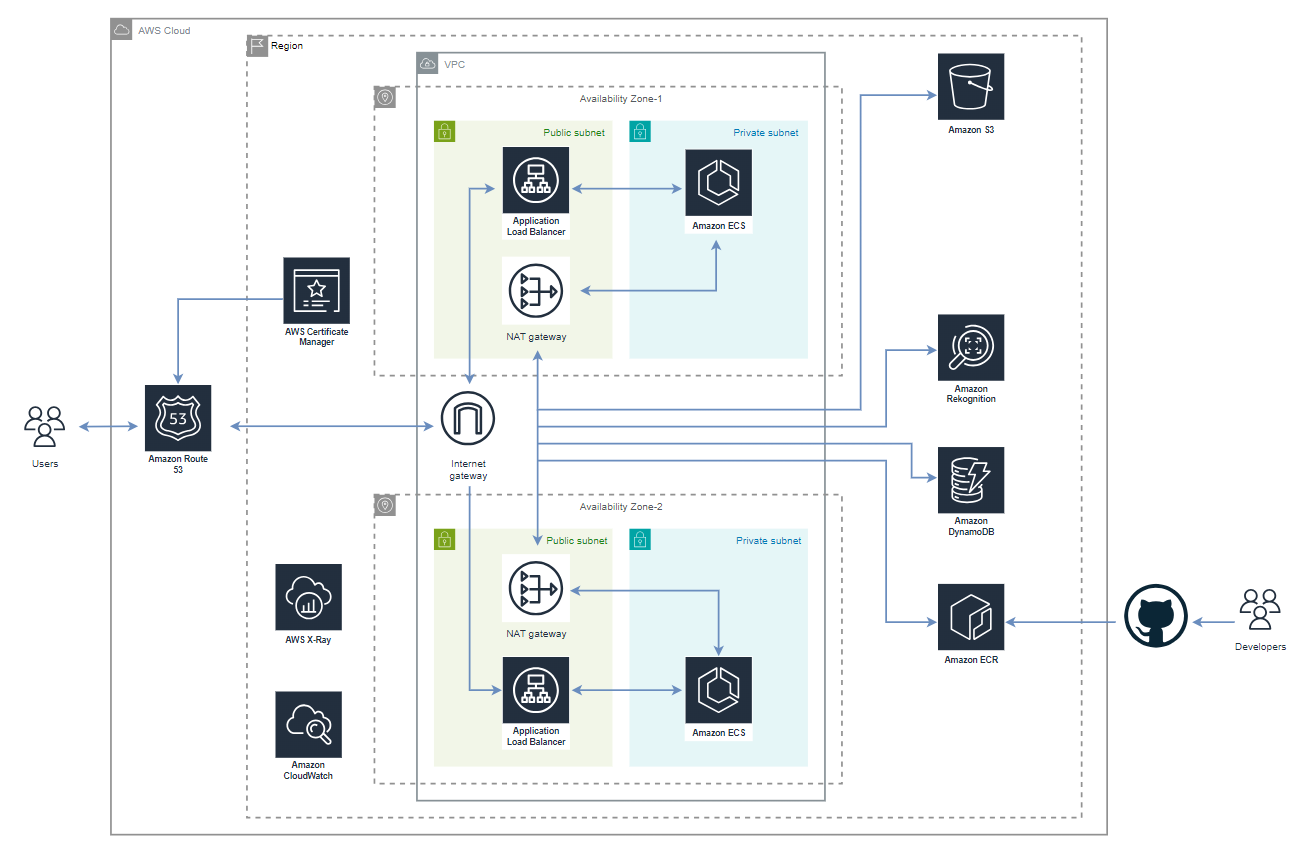 AWS Cloud
Region
VPC
Availability Zone-1
Public subnet
Private subnet
Application
Load Balancer
Amazon ECS
NAT gateway
Amazon S3
AWS Certificate
Manager
Amazon
Rekognition
53
Amazon Route
53
Users
Internet
gateway
Amazon
DynamoDB
Availability Zone-2
Public subnet
Private subnet
NAT gateway
Application
Load Balancer
Amazon ECS
AWS X-Ray
Amazon
CloudWatch
Amazon ECR
Developers